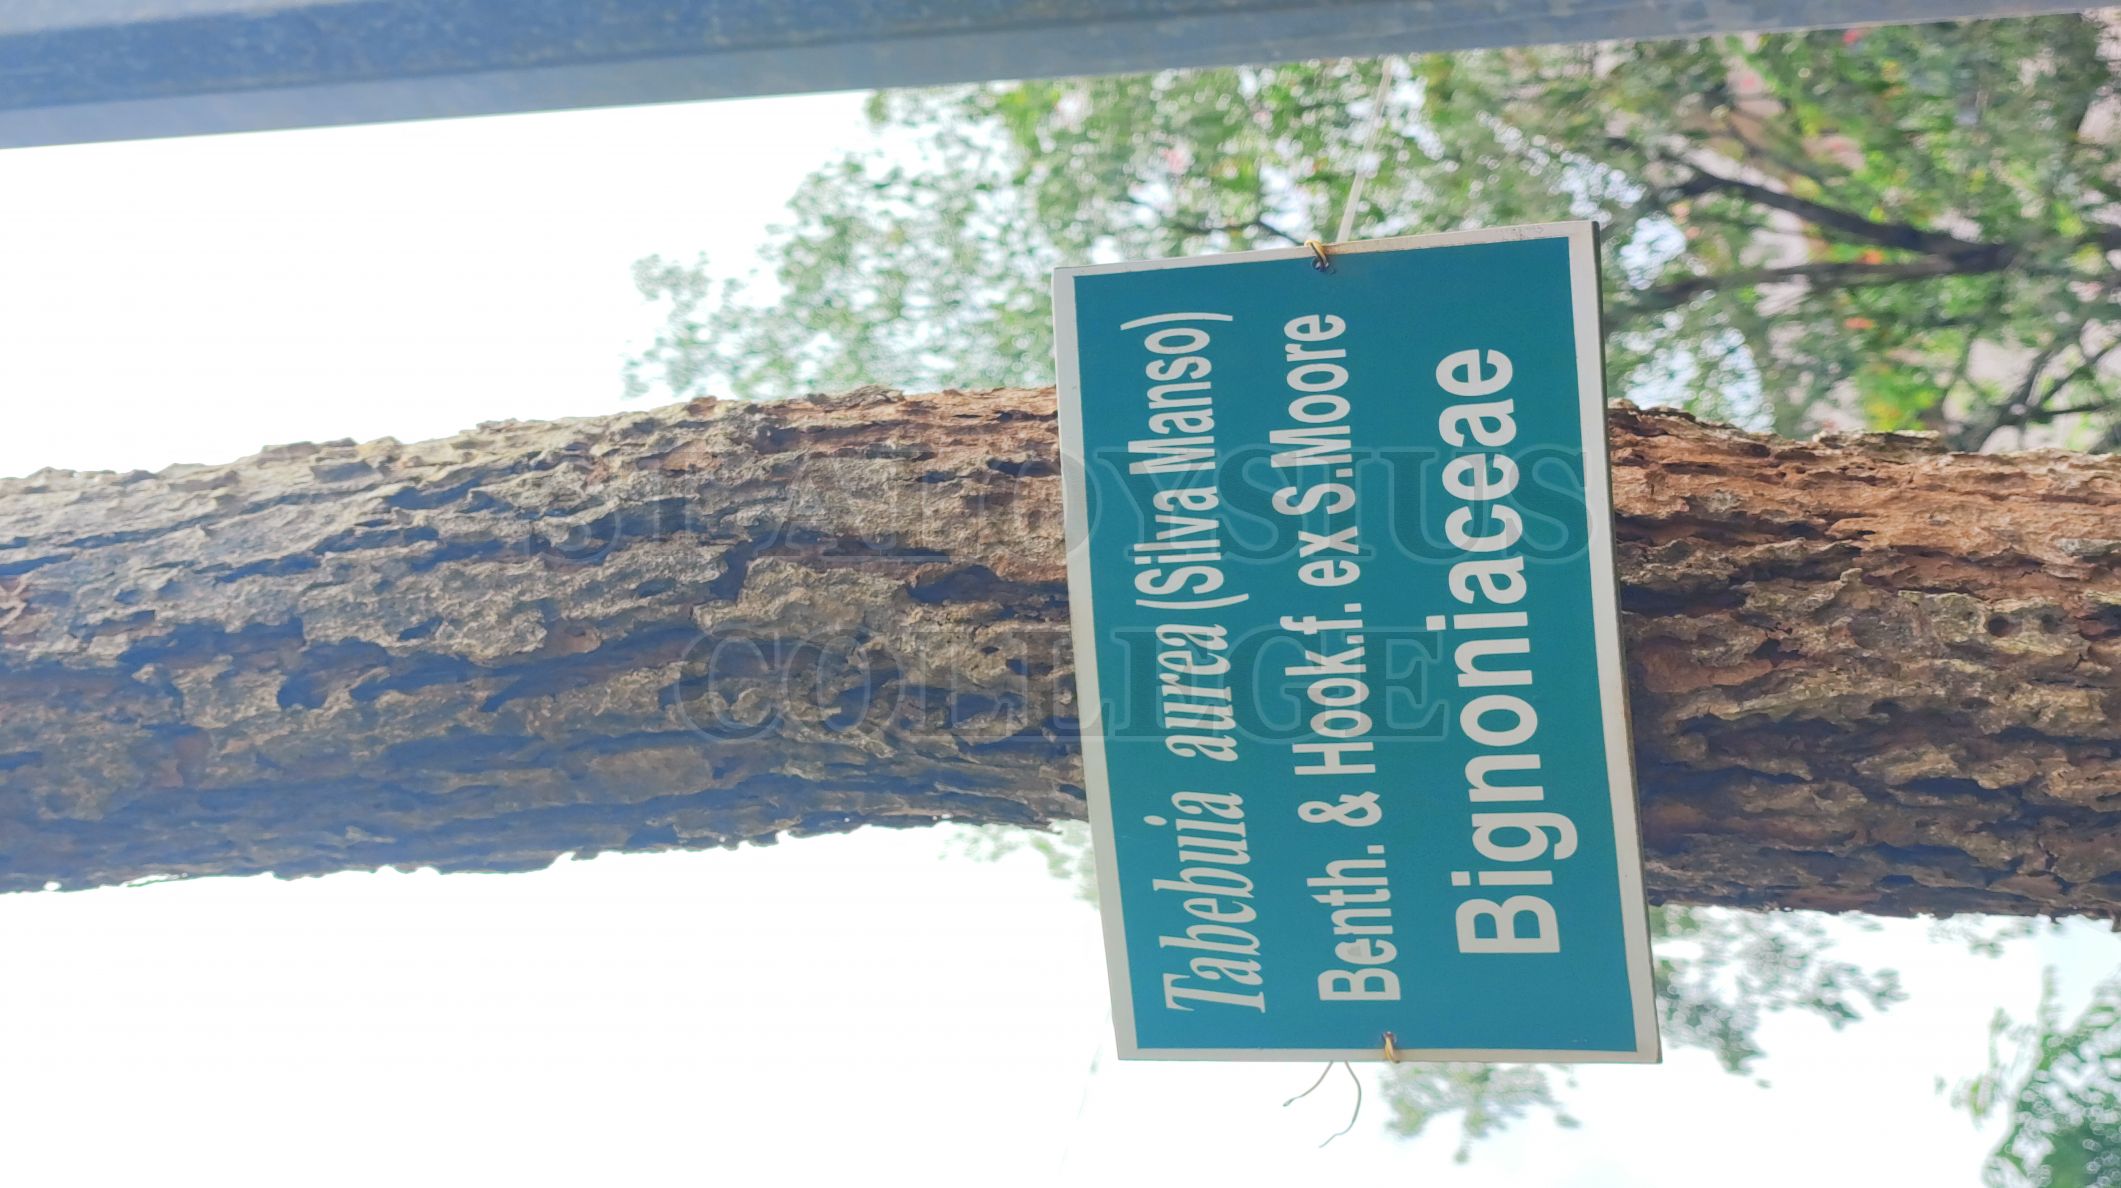 Tabebuia aurea (Silva Manso)
Benth. & Hook.f. ex S.Moore
Bignoniaceae
ST ALOYSIUS
COLLEGE